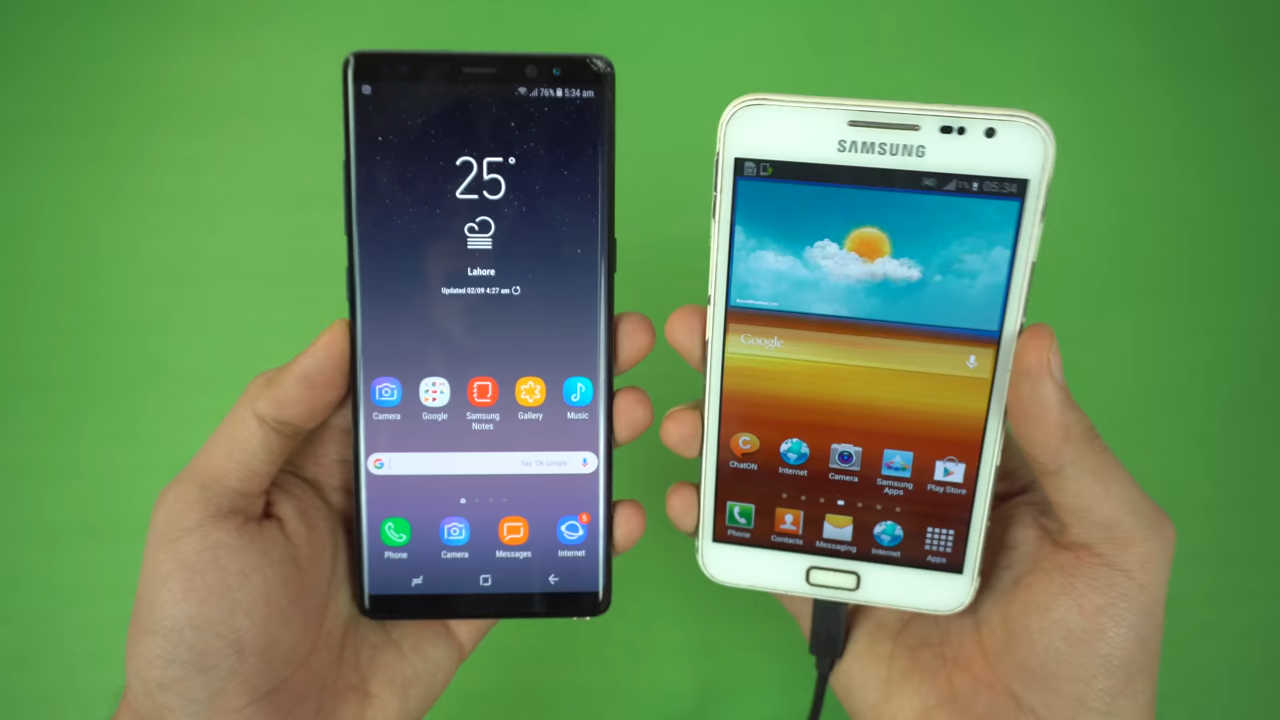 76% 5:34 am
25°
Lahore
Updated 02/09 4:27 am
Camera
Google
Samsung
Notes
Gallery
Music
G
Say "Ok Google"
Phone
Camera
Messages
5
Internet
SAMSUNG
05:34
Google
C
ChatON
Internet
Camera
Samsung
Apps
Play Store
Phone
Contacts
Messaging
Internet
Apps